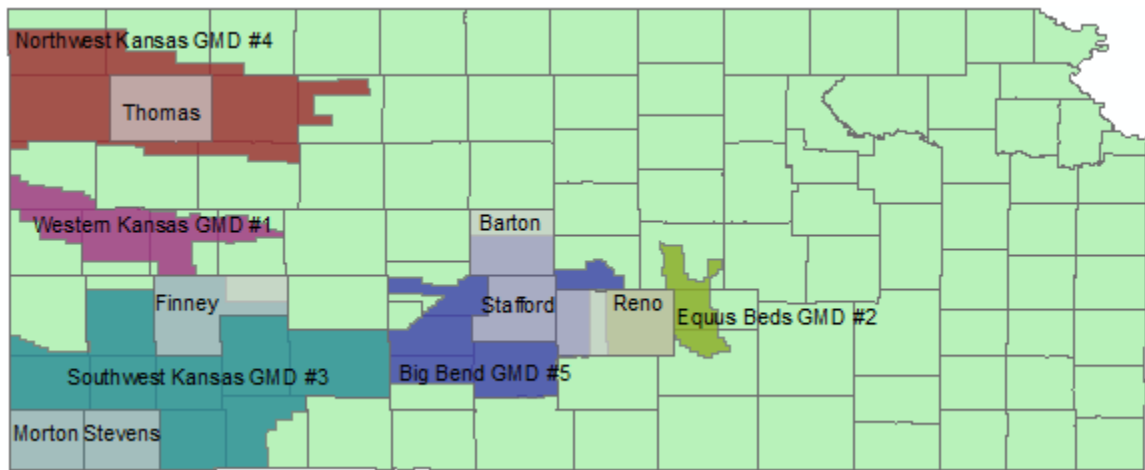 Northwest Kansas GMD #4
Thomas
Western Kansas GMD #1
Barton
Finney
Stafford
Reno
Equus Beds GMD #2
Southwest Kansas GMD #3
Big Bend GMD #5
Morton Stevens